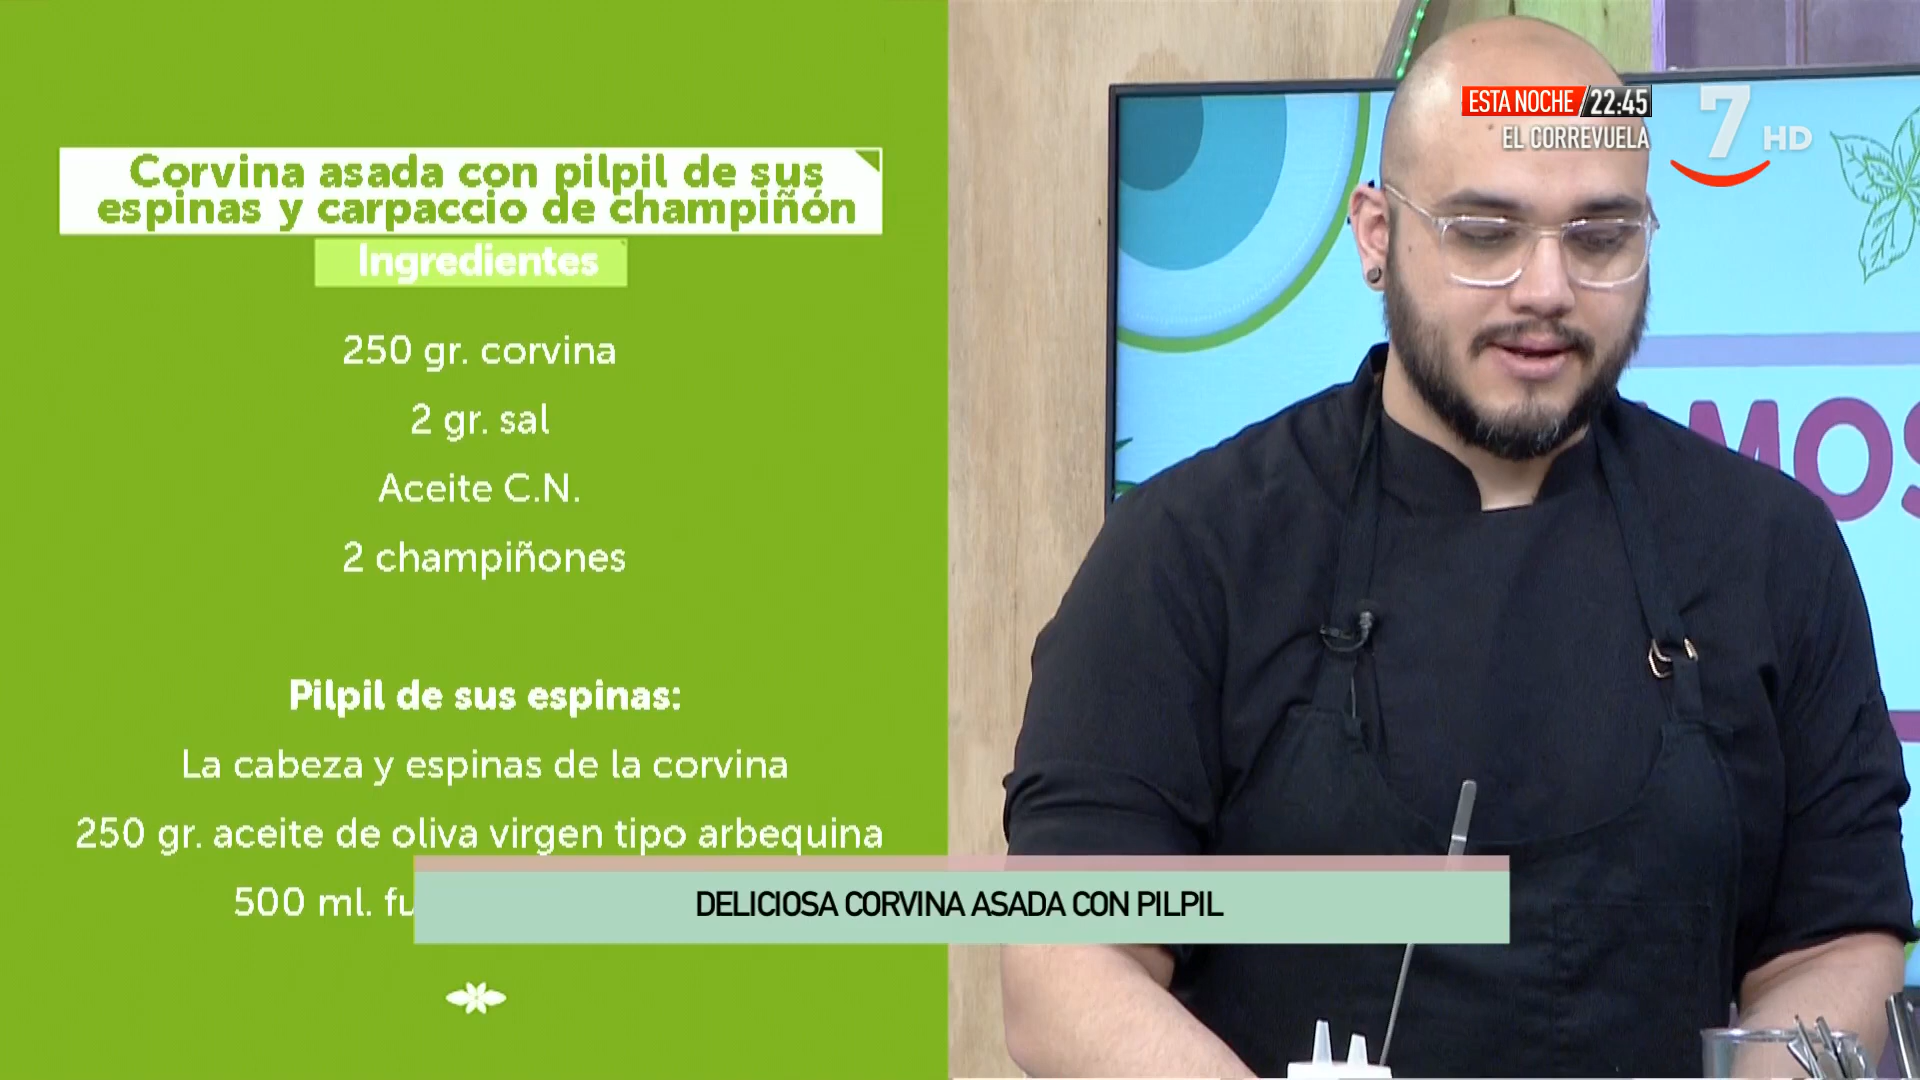 Corvina asada con pilpil de sus
espinas y carpaccio de champiñón
Ingredientes
250 gr. corvina
2 gr. sal
Aceite C.N.
2 champiñones
Pilpil de sus espinas:
La cabeza y espinas de la corvina
250 gr. aceite de oliva virgen tipo arbequina
500 ml.
DELICIOSA CORVINA ASADA CON PILPIL
ESTA NOCHE 22:45
EL CORREVUELA
7 HD